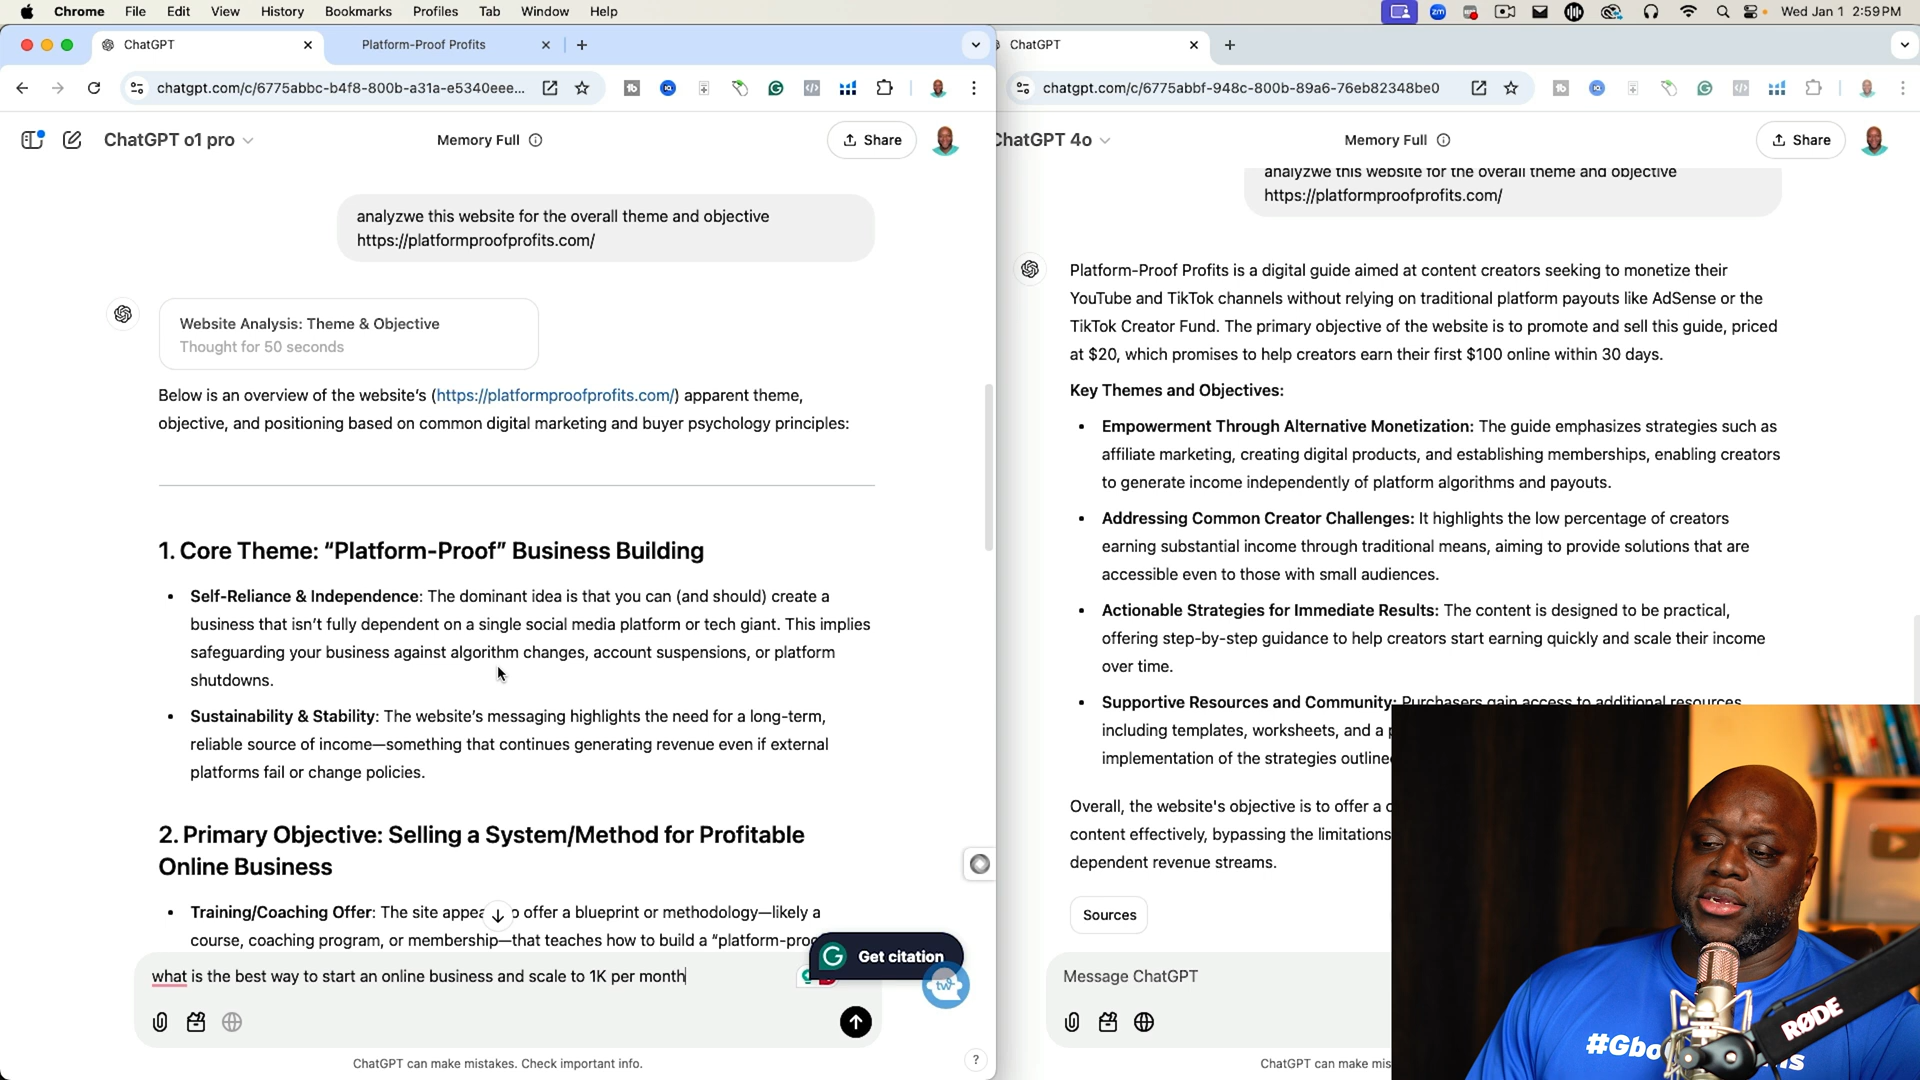 Chrome File Edit View History Bookmarks Profiles Tab Window Help
zm
Wed Jan 1 2:59 PM
ChatGPT
Platform-Proof Profits
ChatGPT
chatgpt.com/c/6775abbc-b4f8-800b-a31a-e5340eee...
chatgpt.com/c/6775abbf-948c-800b-89a6-76eb82348be0
ChatGPT o1 pro
Memory Full
Share
analyzwe this website for the overall theme and objective
https://platformproofprofits.com/
Website Analysis: Theme & Objective
Thought for 50 seconds
Below is an overview of the website's (https://platformproofprofits.com/) apparent theme,
objective, and positioning based on common digital marketing and buyer psychology principles:
1. Core Theme: “Platform-Proof” Business Building
• Self-Reliance & Independence: The dominant idea is that you can (and should) create a
business that isn't fully dependent on a single social media platform or tech giant. This implies
safeguarding your business against algorithm changes, account suspensions, or platform
shutdowns.
• Sustainability & Stability: The website's messaging highlights the need for a long-term,
reliable source of income—something that continues generating revenue even if external
platforms fail or change policies.
2. Primary Objective: Selling a System/Method for Profitable
Online Business
• Training/Coaching Offer: The site appea o offer a blueprint or methodology—likely a
course, coaching program, or membership—that teaches how to build a “platform-proo
Get citation
what is the best way to start an online business and scale to 1K per month
tw
ChatGPT can make mistakes. Check important info.
?
ChatGPT 4o
Memory Full
Share
analyzwe this website for the overall theme and objective
https://platformproofprofits.com/
Platform-Proof Profits is a digital guide aimed at content creators seeking to monetize their
YouTube and TikTok channels without relying on traditional platform payouts like AdSense or the
TikTok Creator Fund. The primary objective of the website is to promote and sell this guide, priced
at $20, which promises to help creators earn their first $100 online within 30 days.
Key Themes and Objectives:
• Empowerment Through Alternative Monetization: The guide emphasizes strategies such as
affiliate marketing, creating digital products, and establishing memberships, enabling creators
to generate income independently of platform algorithms and payouts.
• Addressing Common Creator Challenges: It highlights the low percentage of creators
earning substantial income through traditional means, aiming to provide solutions that are
accessible even to those with small audiences.
• Actionable Strategies for Immediate Results: The content is designed to be practical,
offering step-by-step guidance to help creators start earning quickly and scale their income
over time.
• Supportive Resources and Community: Purchasers gain access to additional resources,
including templates, worksheets, and a p
implementation of the strategies outline
Overall, the website's objective is to offer a c
content effectively, bypassing the limitations
dependent revenue streams.
Sources
Message ChatGPT
ChatGPT can make mis
RØDE